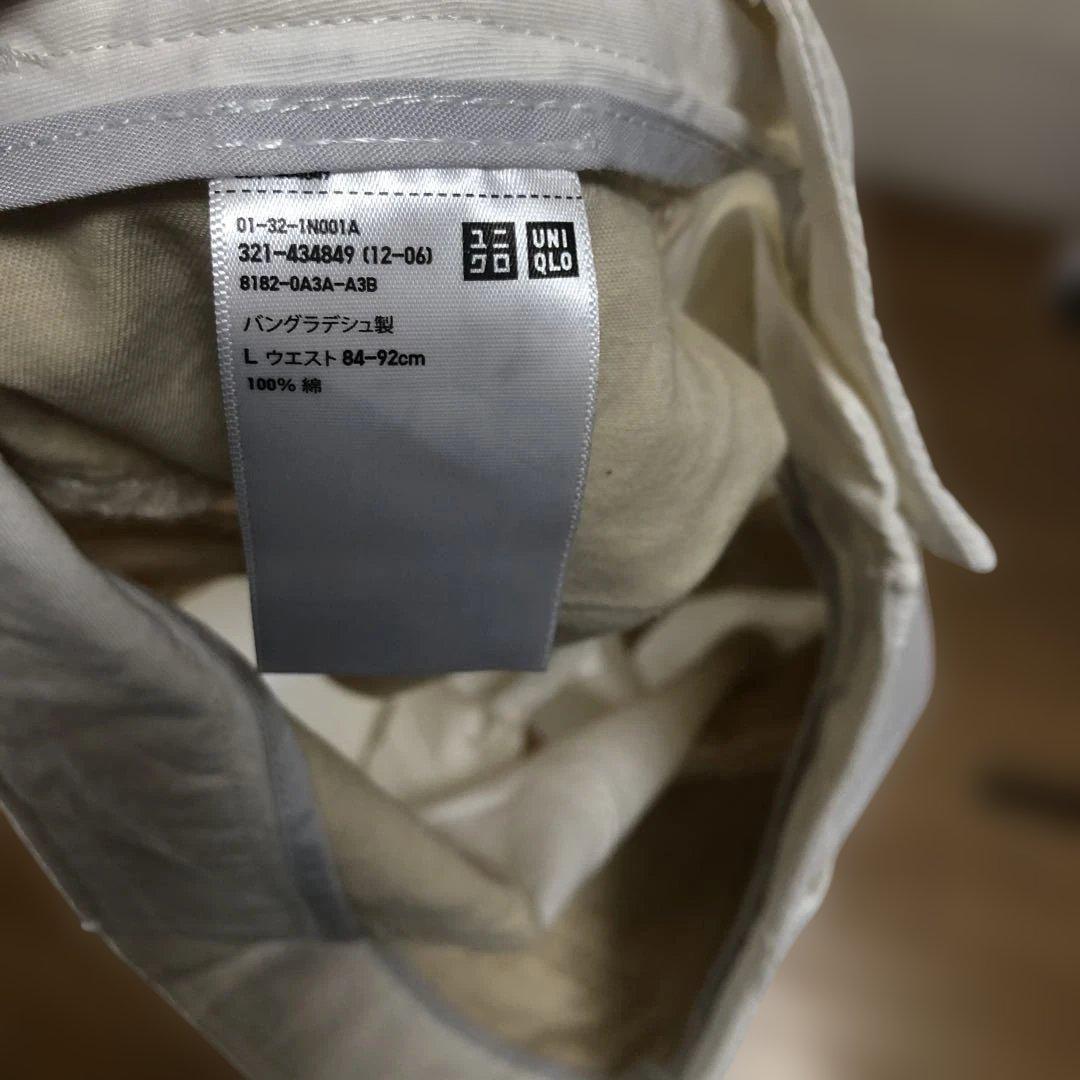 01-32-1N001A
321-434849 (12-06)
8182-0A3A-A3B
ユニ
クロ
UNI
QLO
バングラデシュ製
L ウエスト 84-92cm
100% 綿